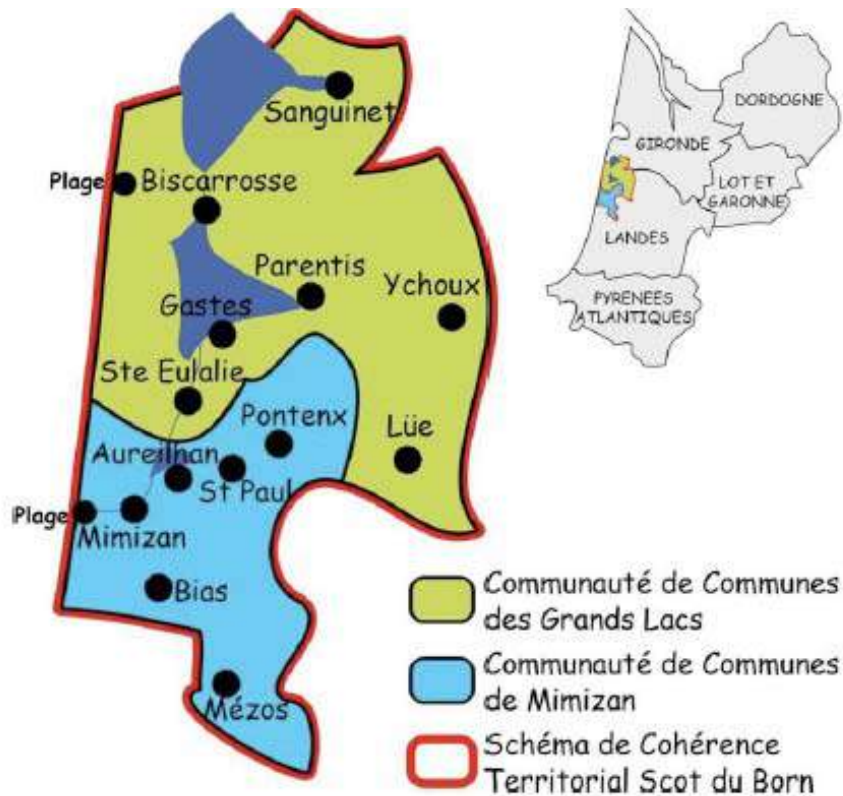 Sanguinet
Plage
Biscarrosse
Parentis
Ychoux
Gastes
Ste Eulalie
Pontenx
Lüe
Aureilhan
St Paul
Plage
Mimizan
Bias
Mézos
DORDOGNE
GIRONDE
LOT ET
GARONNE
LANDES
PYRENEES
ATLANTIQUES
Communauté de Communes
des Grands Lacs
Communauté de Communes
de Mimizan
Schéma de Cohérence
Territorial Scot du Born